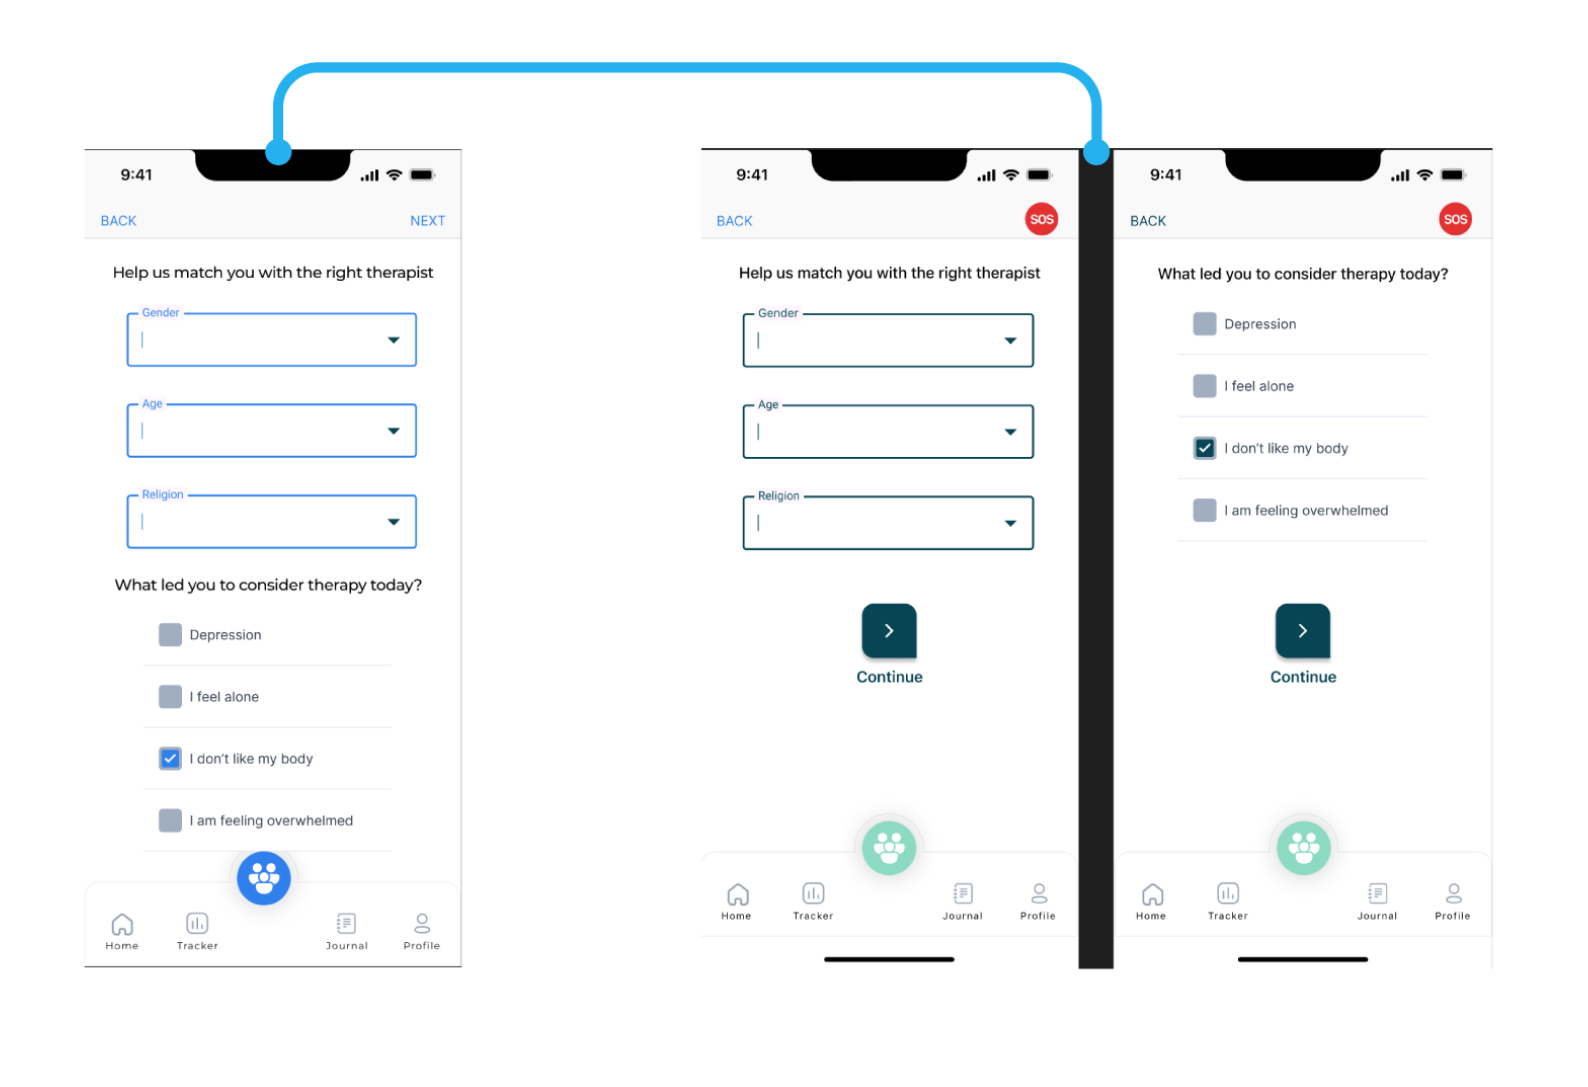 9:41
BACK
NEXT
Help us match you with the right therapist
Gender
Age
Religion
What led you to consider therapy today?
Depression
I feel alone
I don't like my body
I am feeling overwhelmed
Home
Tracker
Journal
Profile
9:41
BACK
SOS
Help us match you with the right therapist
Gender
Age
Religion
Continue
Home
Tracker
Journal
Profile
9:41
BACK
SOS
What led you to consider therapy today?
Depression
I feel alone
I don't like my body
I am feeling overwhelmed
Continue
Home
Tracker
Journal
Profile